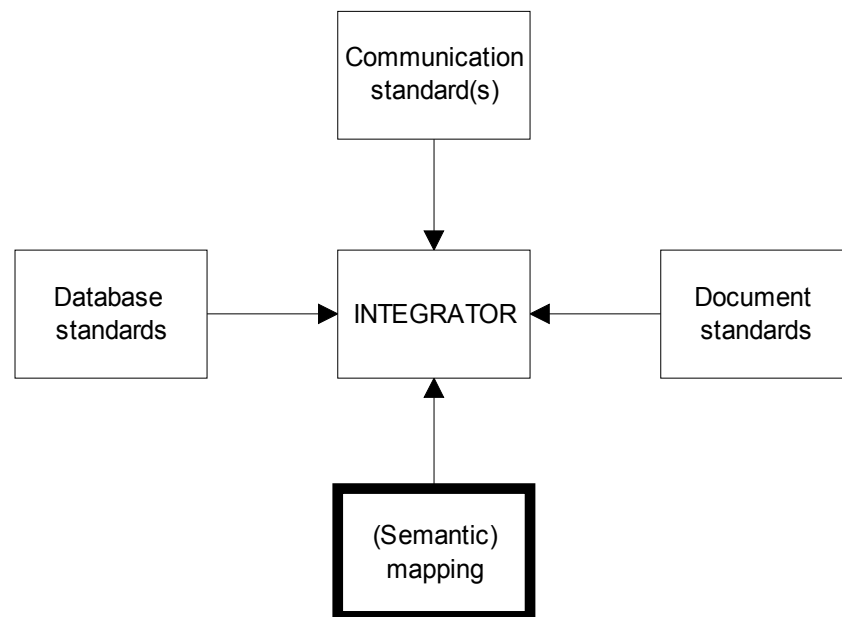 Communication
standard(s)
Database
standards
INTEGRATOR
Document
standards
(Semantic)
mapping